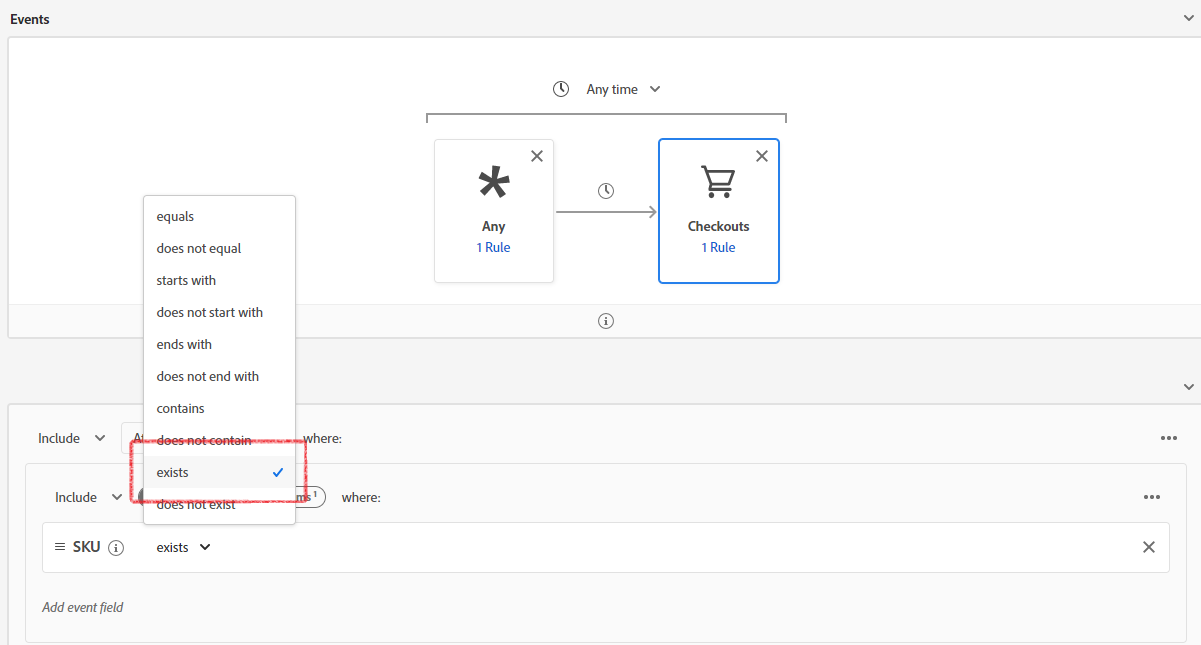 Events
Any time
Any
1 Rule
Checkouts
1 Rule
equals
does not equal
starts with
does not start with
ends with
does not end with
contains
does not contain
exists
does not exist
Include where:
Include 1 where:
SKU exists
Add event field